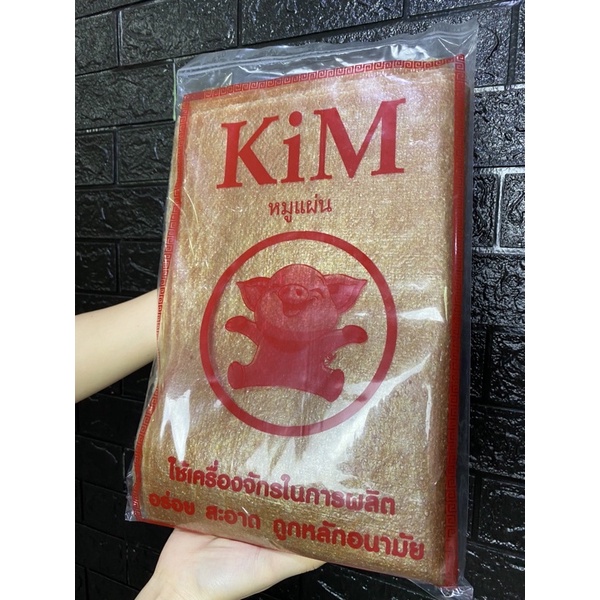 KiM
หมูแผ่น
ใช้เครื่องจักรในการผลิต
อร่อย สะอาด ถูกหลักอนามัย